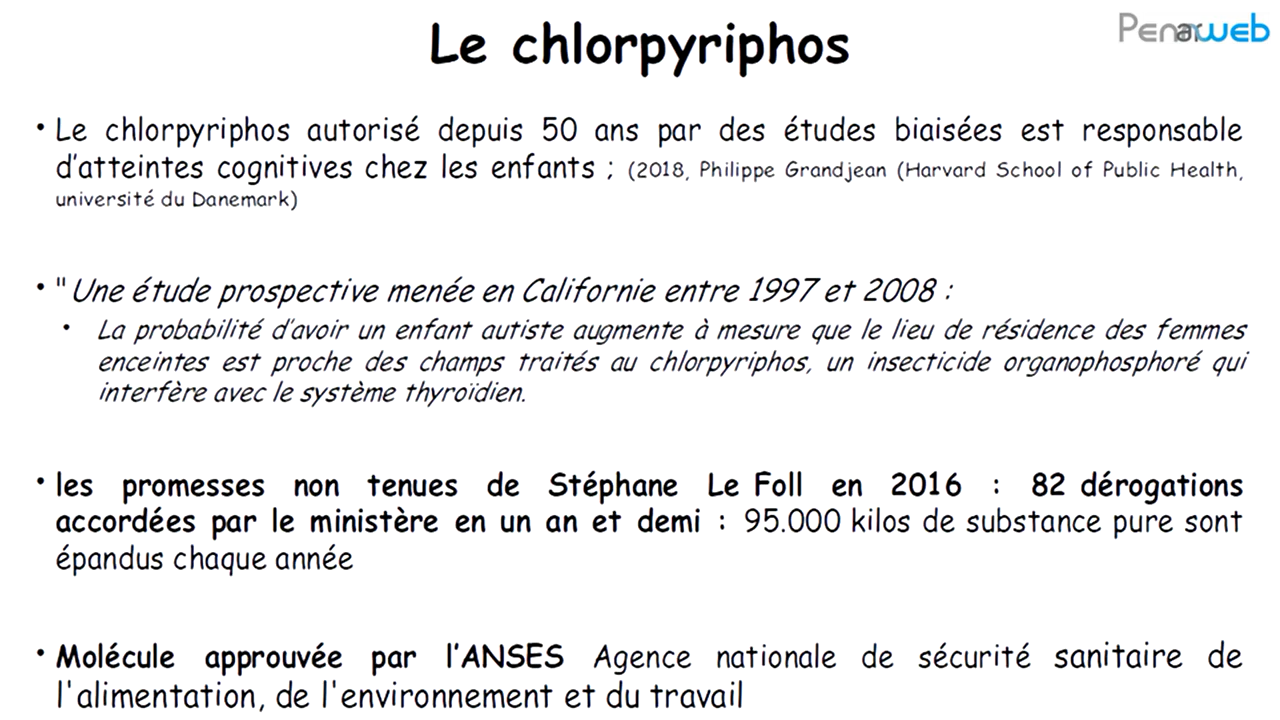 Le chlorpyriphos
Penarweb
• Le chlorpyriphos autorisé depuis 50 ans par des études biaisées est responsable
d'atteintes cognitives chez les enfants ; (2018, Philippe Grandjean (Harvard School of Public Health,
université du Danemark)
• "Une étude prospective menée en Californie entre 1997 et 2008 :
• La probabilité d'avoir un enfant autiste augmente à mesure que le lieu de résidence des femmes
enceintes est proche des champs traités au chlorpyriphos, un insecticide organophosphoré qui
interfère avec le système thyroïdien.
• les promesses non tenues de Stéphane Le Foll en 2016 : 82 dérogations
accordées par le ministère en un an et demi : 95.000 kilos de substance pure sont
épandus chaque année
• Molécule approuvée par l'ANSES Agence nationale de sécurité sanitaire de
l'alimentation, de l'environnement et du travail